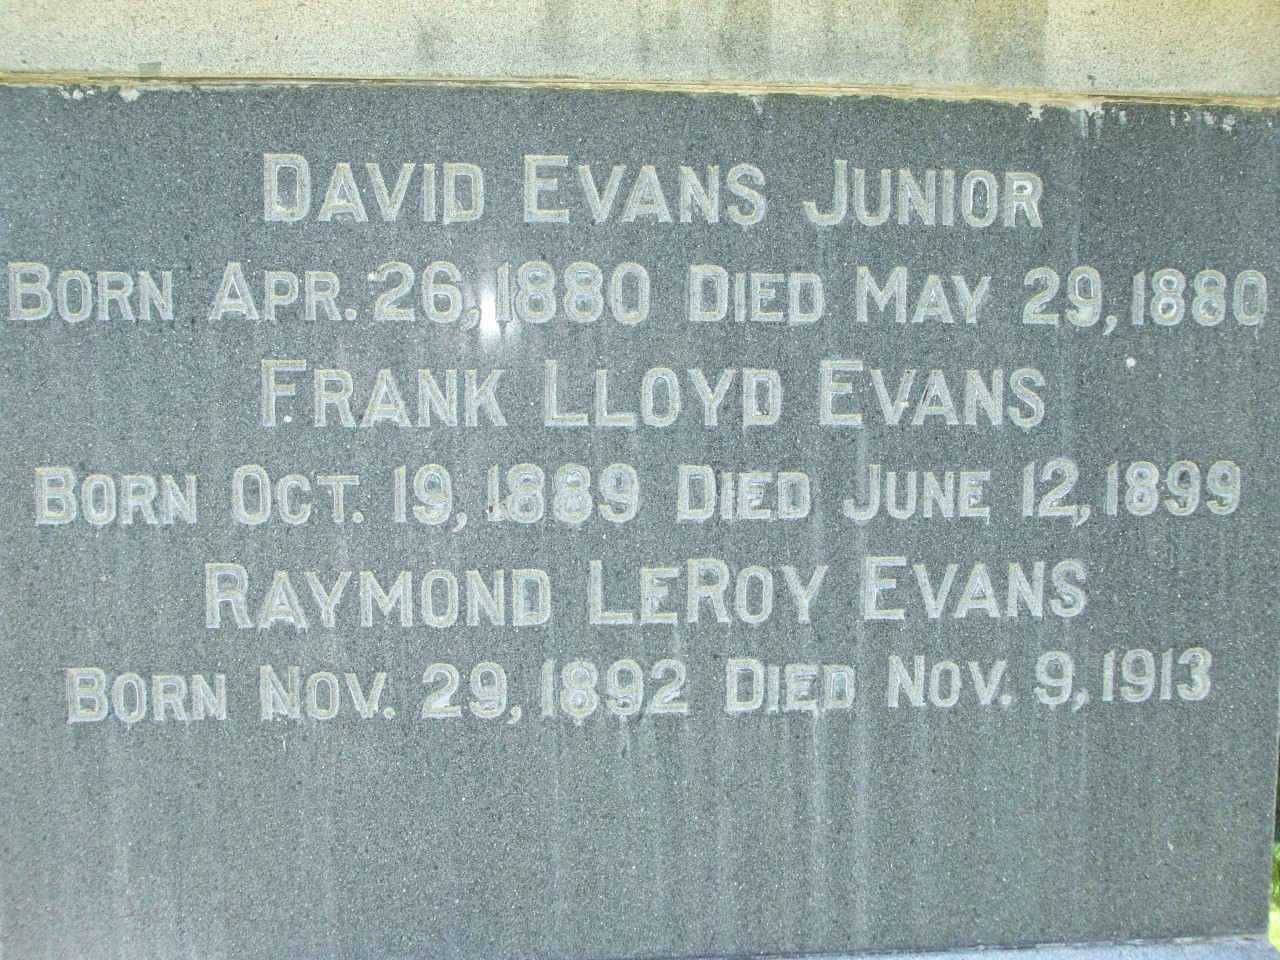 DAVID EVANS JUNIOR
BORN APR. 26, 1880 DIED MAY 29, 1880
FRANK LLOYD EVANS
BORN OCT. 19, 1889 DIED JUNE 12, 1899
RAYMOND LEROY EVANS
BORN NOV. 29, 1892 DIED NOV. 9, 1913